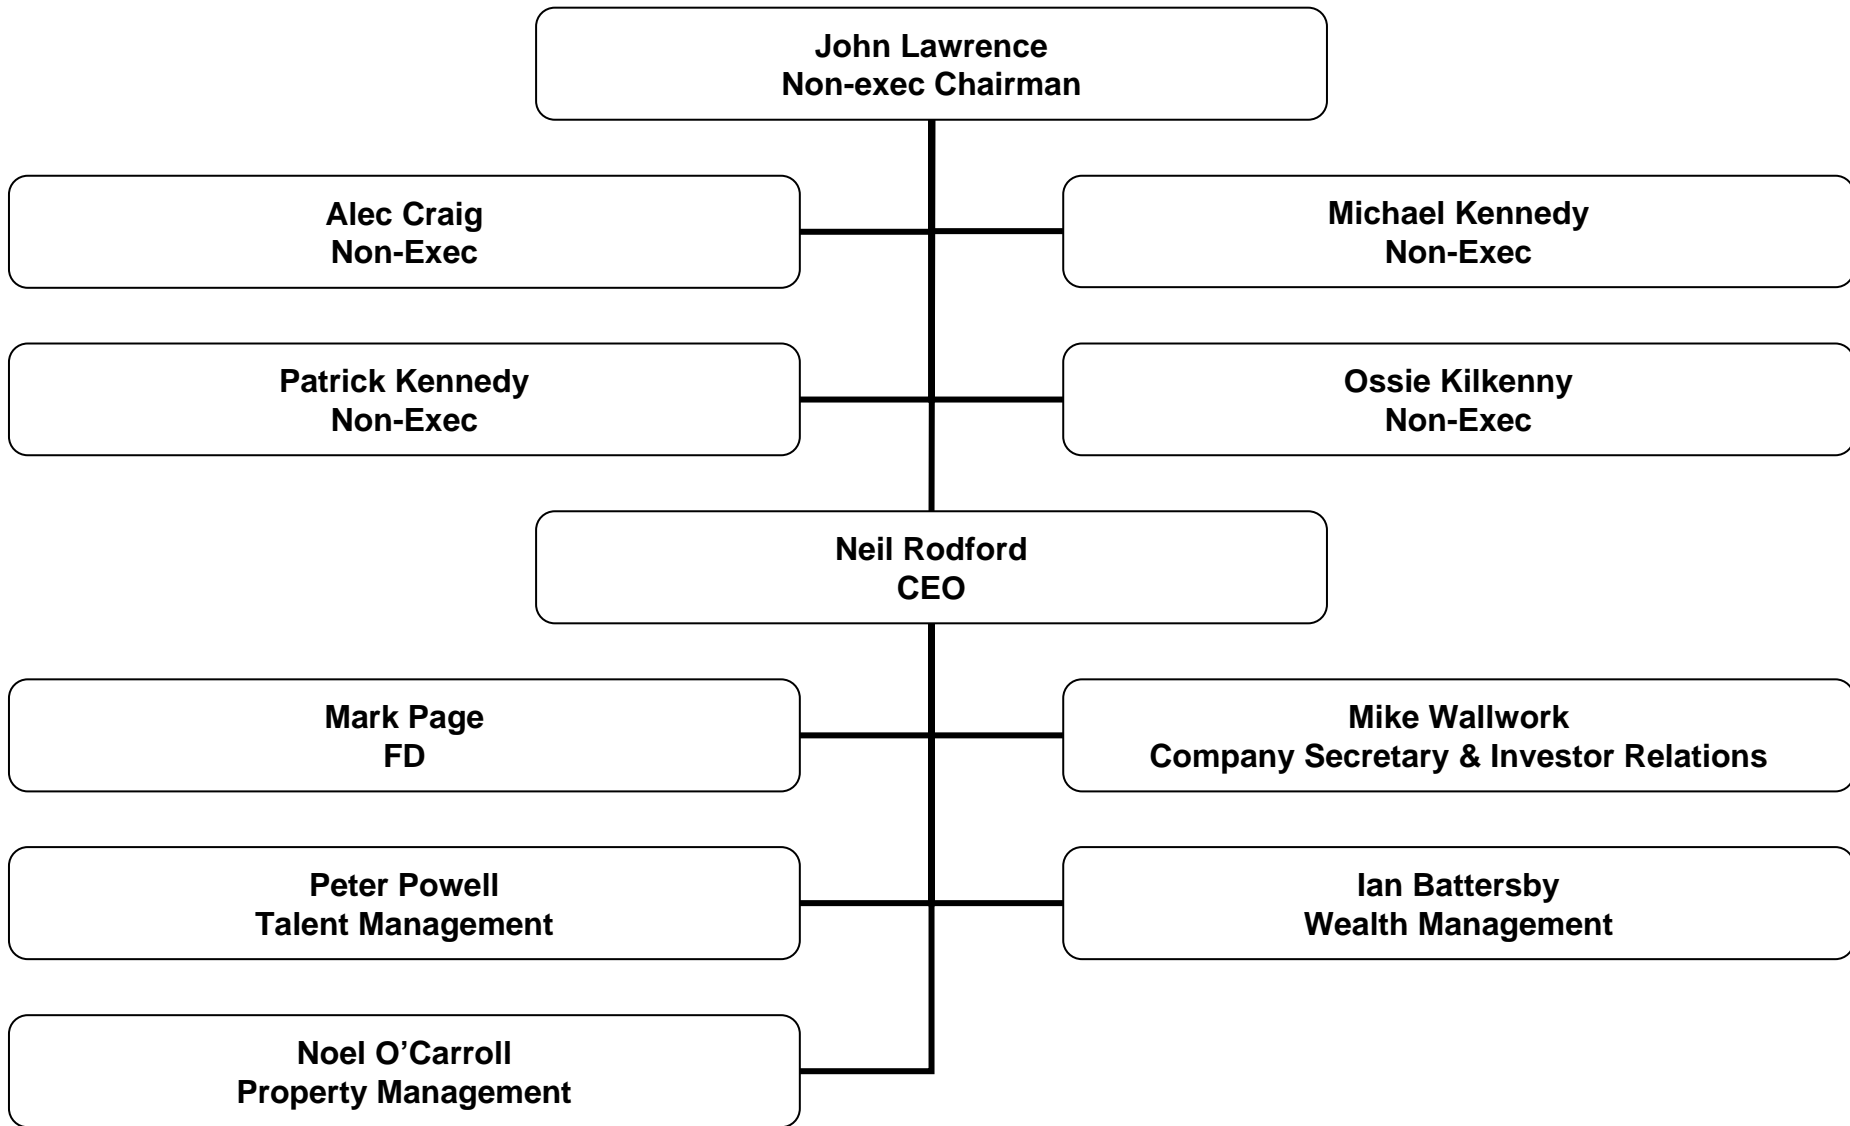 John Lawrence
Non-exec Chairman
Alec Craig
Non-Exec
Michael Kennedy
Non-Exec
Patrick Kennedy
Non-Exec
Ossie Kilkenny
Non-Exec
Neil Rodford
CEO
Mark Page
FD
Mike Wallwork
Company Secretary & Investor Relations
Peter Powell
Talent Management
Ian Battersby
Wealth Management
Noel O’Carroll
Property Management